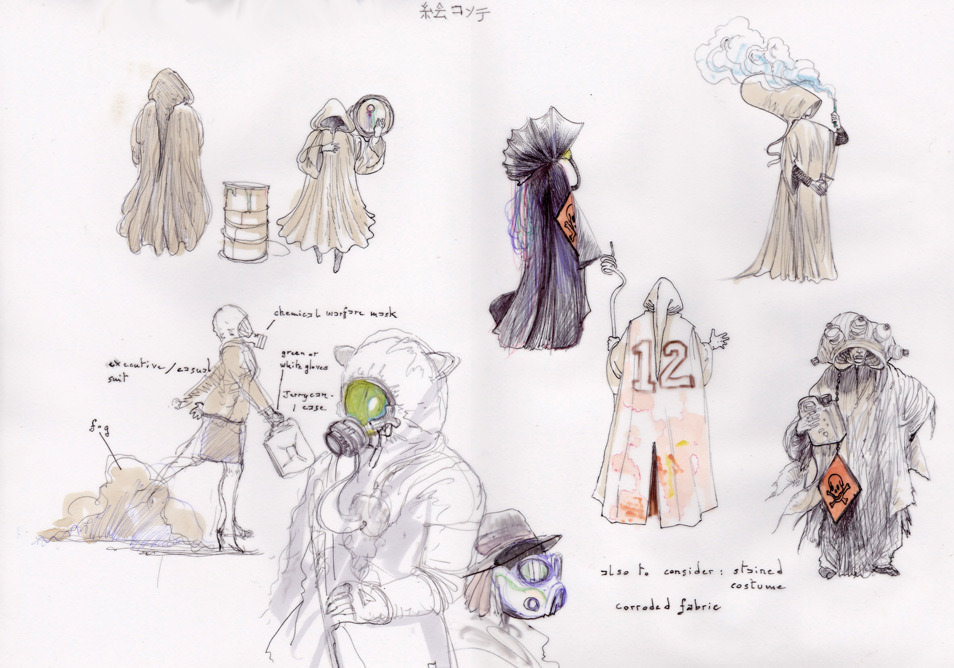 絵コンテ
chemical warfare mask
executive / casual
suit
green or
white gloves
Jerrycan
/ case
fog
12
also to consider : stained
costume
corroded fabric